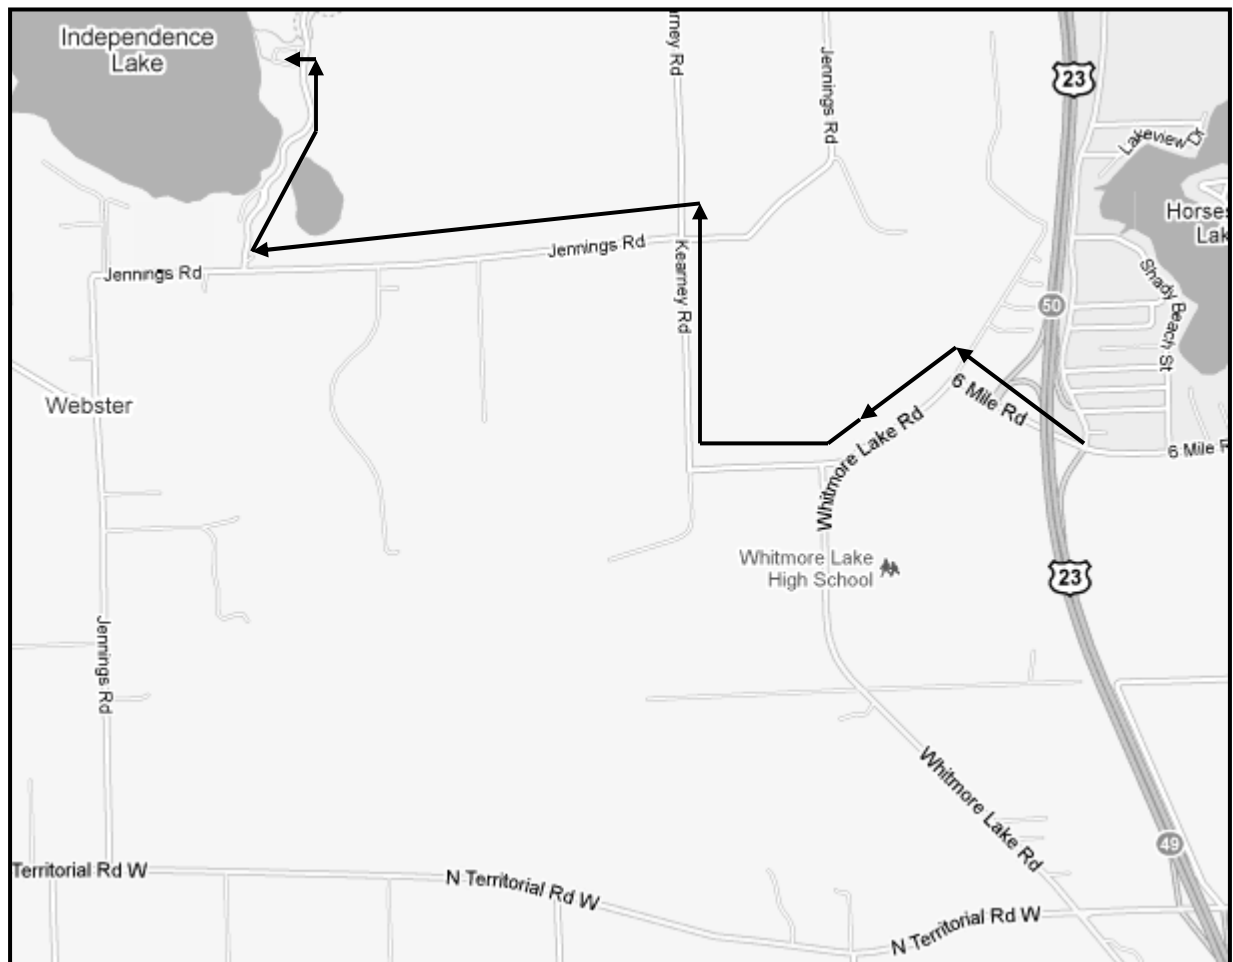 Independence
Lake
rney Rd
Jennings Rd
23
Lakeview Dr
Horses
Lak
Jennings Rd
Jennings Rd
Kearney Rd
Shady Beach St
50
6 Mile Rd
Webster
Whitmore Lake Rd
6 Mile R
Whitmore Lake
High School
23
Jennings Rd
Whitmore Lake Rd
49
Territorial Rd W
N Territorial Rd W
N Territorial Rd W